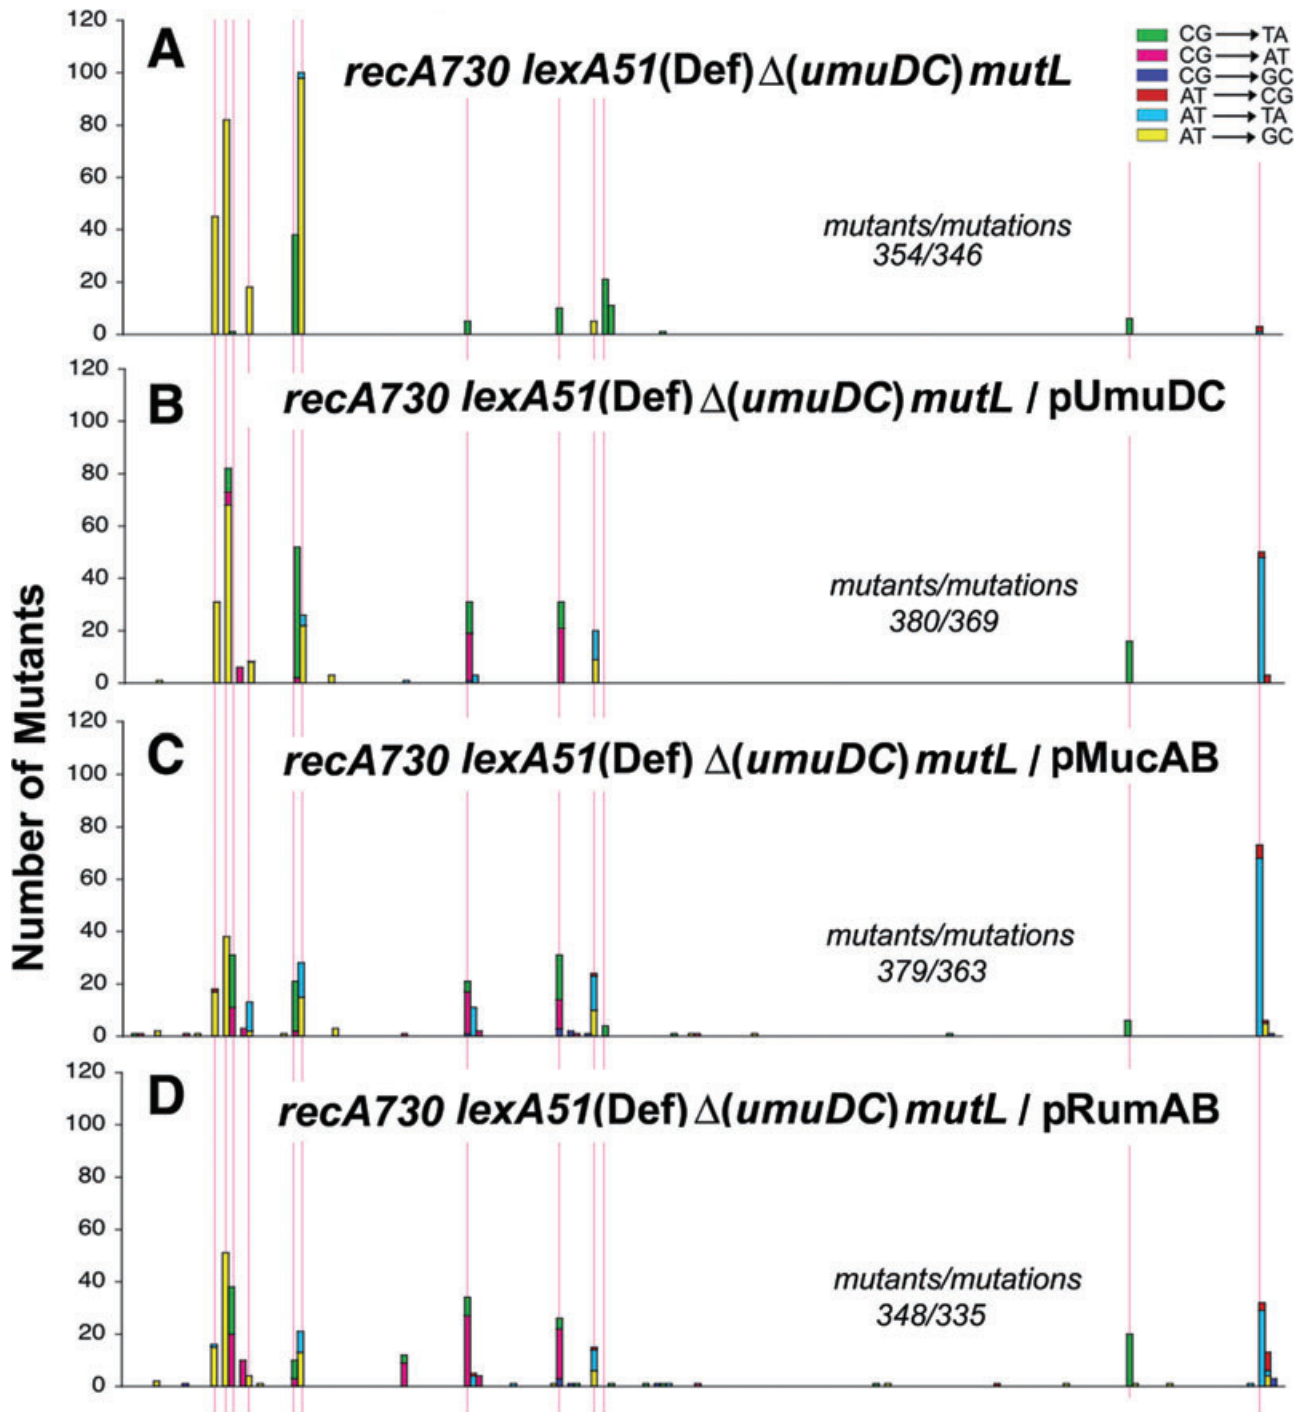 Number of Mutants
A
recA730 lexA51(Def) Δ(umuDC) mutL
CG → TA
CG → AT
CG → GC
AT → CG
AT → TA
AT → GC
mutants/mutations
354/346
120
100
80
60
40
20
0
B
recA730 lexA51(Def) Δ(umuDC) mutL / pUmuDC
mutants/mutations
380/369
120
100
80
60
40
20
0
C
recA730 lexA51(Def) Δ(umuDC) mutL / pMucAB
mutants/mutations
379/363
120
100
80
60
40
20
0
D
recA730 lexA51(Def) Δ(umuDC) mutL / pRumAB
mutants/mutations
348/335
120
100
80
60
40
20
0